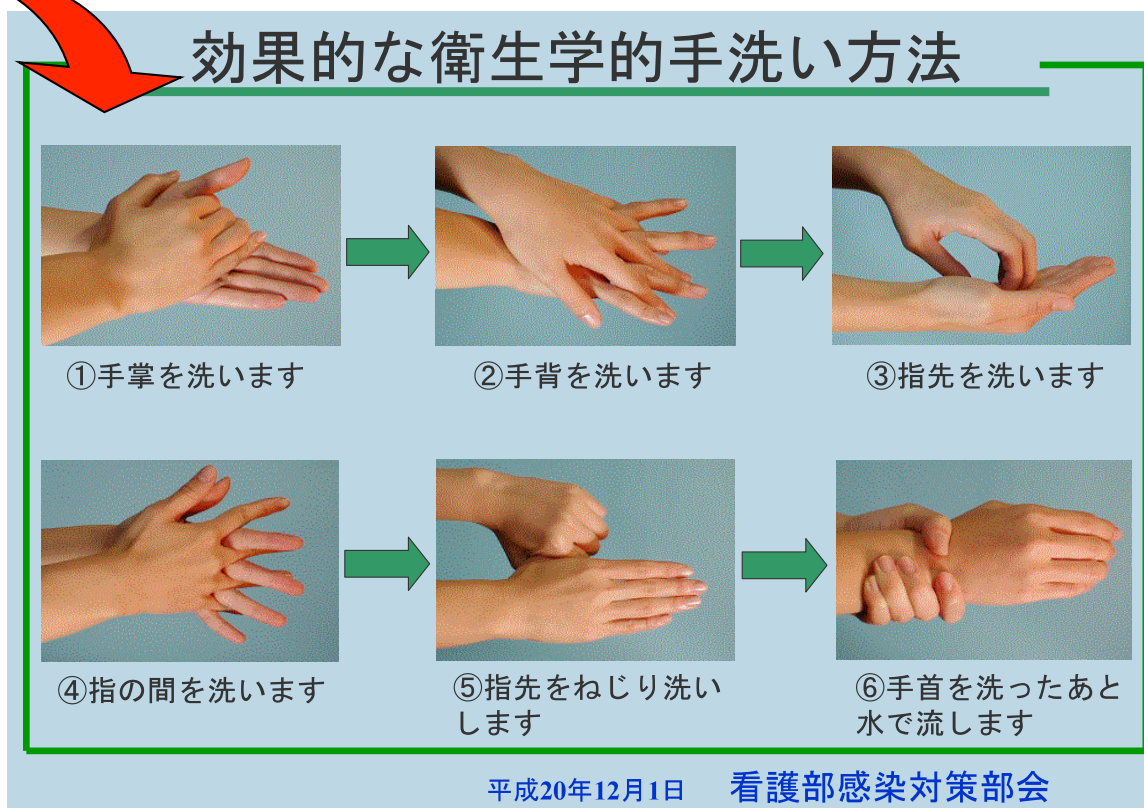 効果的な衛生学的手洗い方法
①手掌を洗います
②手背を洗います
③指先を洗います
④指の間を洗います
⑤指先をねじり洗い
します
⑥手首を洗ったあと
水で流します
平成20年12月1日 看護部感染対策部会